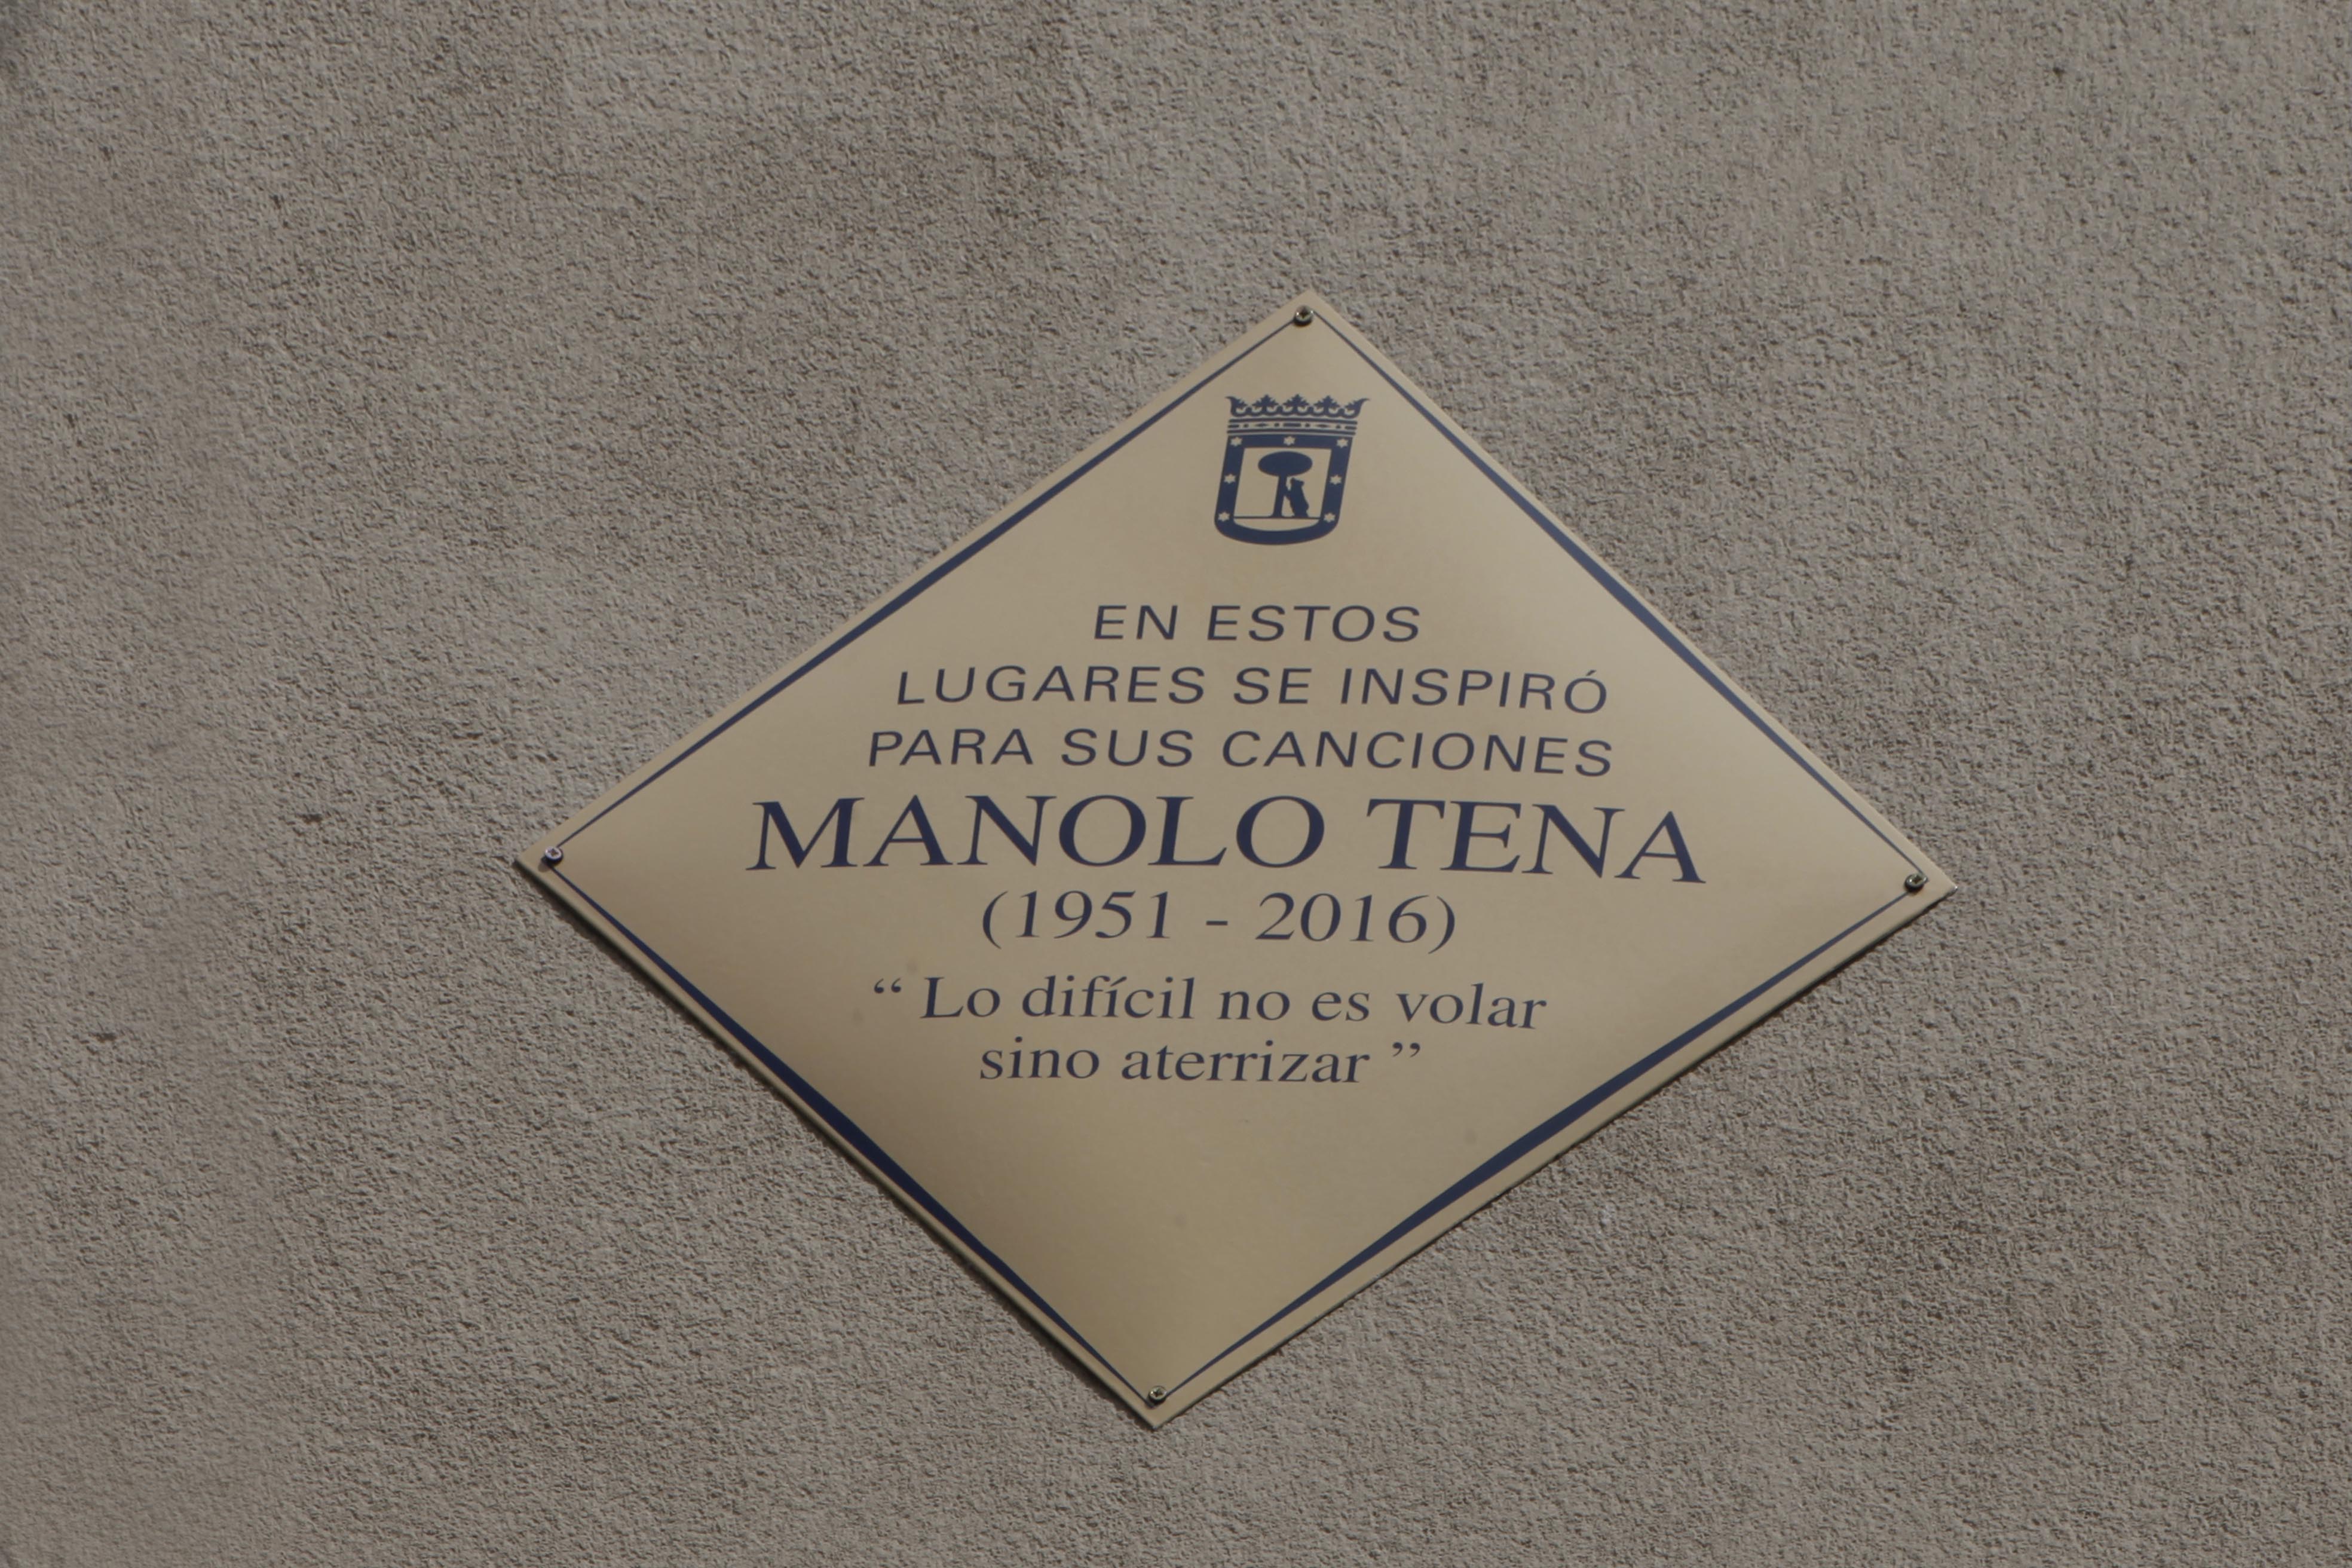 EN ESTOS
LUGARES SE INSPIRÓ
PARA SUS CANCIONES
MANOLO TENA
(1951 - 2016)
“ Lo difícil no es volar
sino aterrizar ”